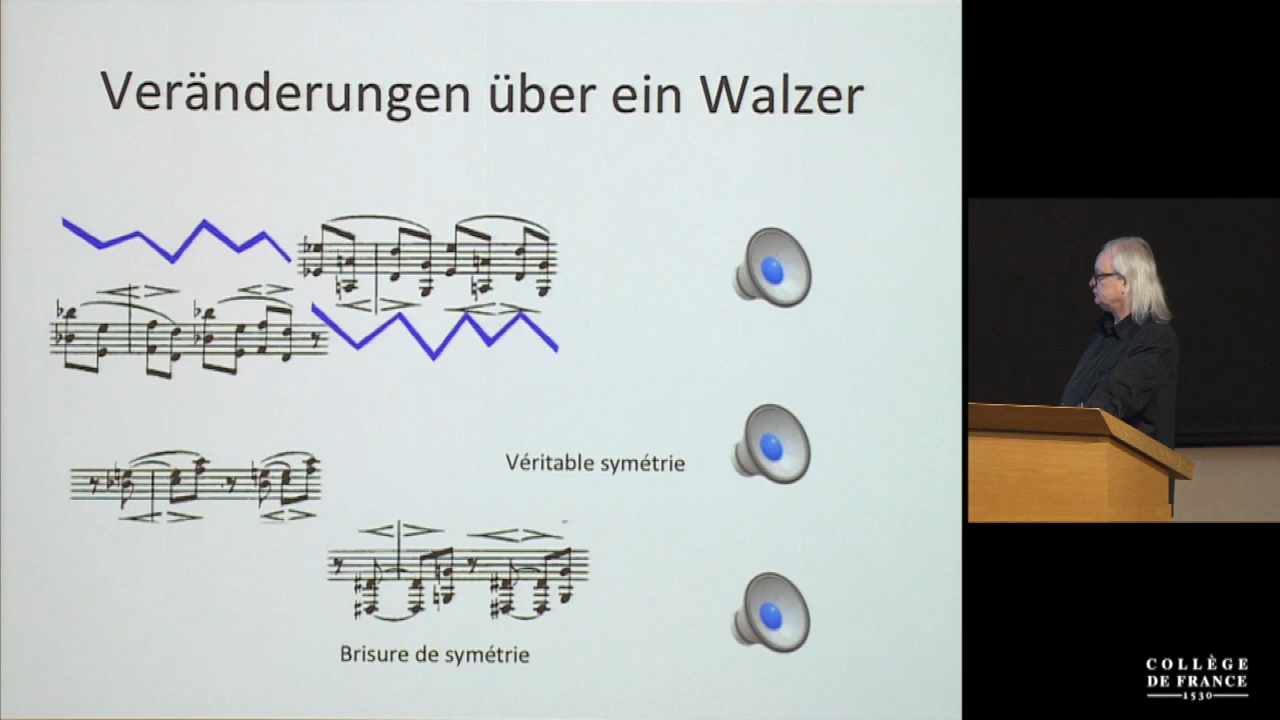 Veränderungen über ein Walzer
Véritable symétrie
Brisure de symétrie
COLLÈGE
DE FRANCE
1530